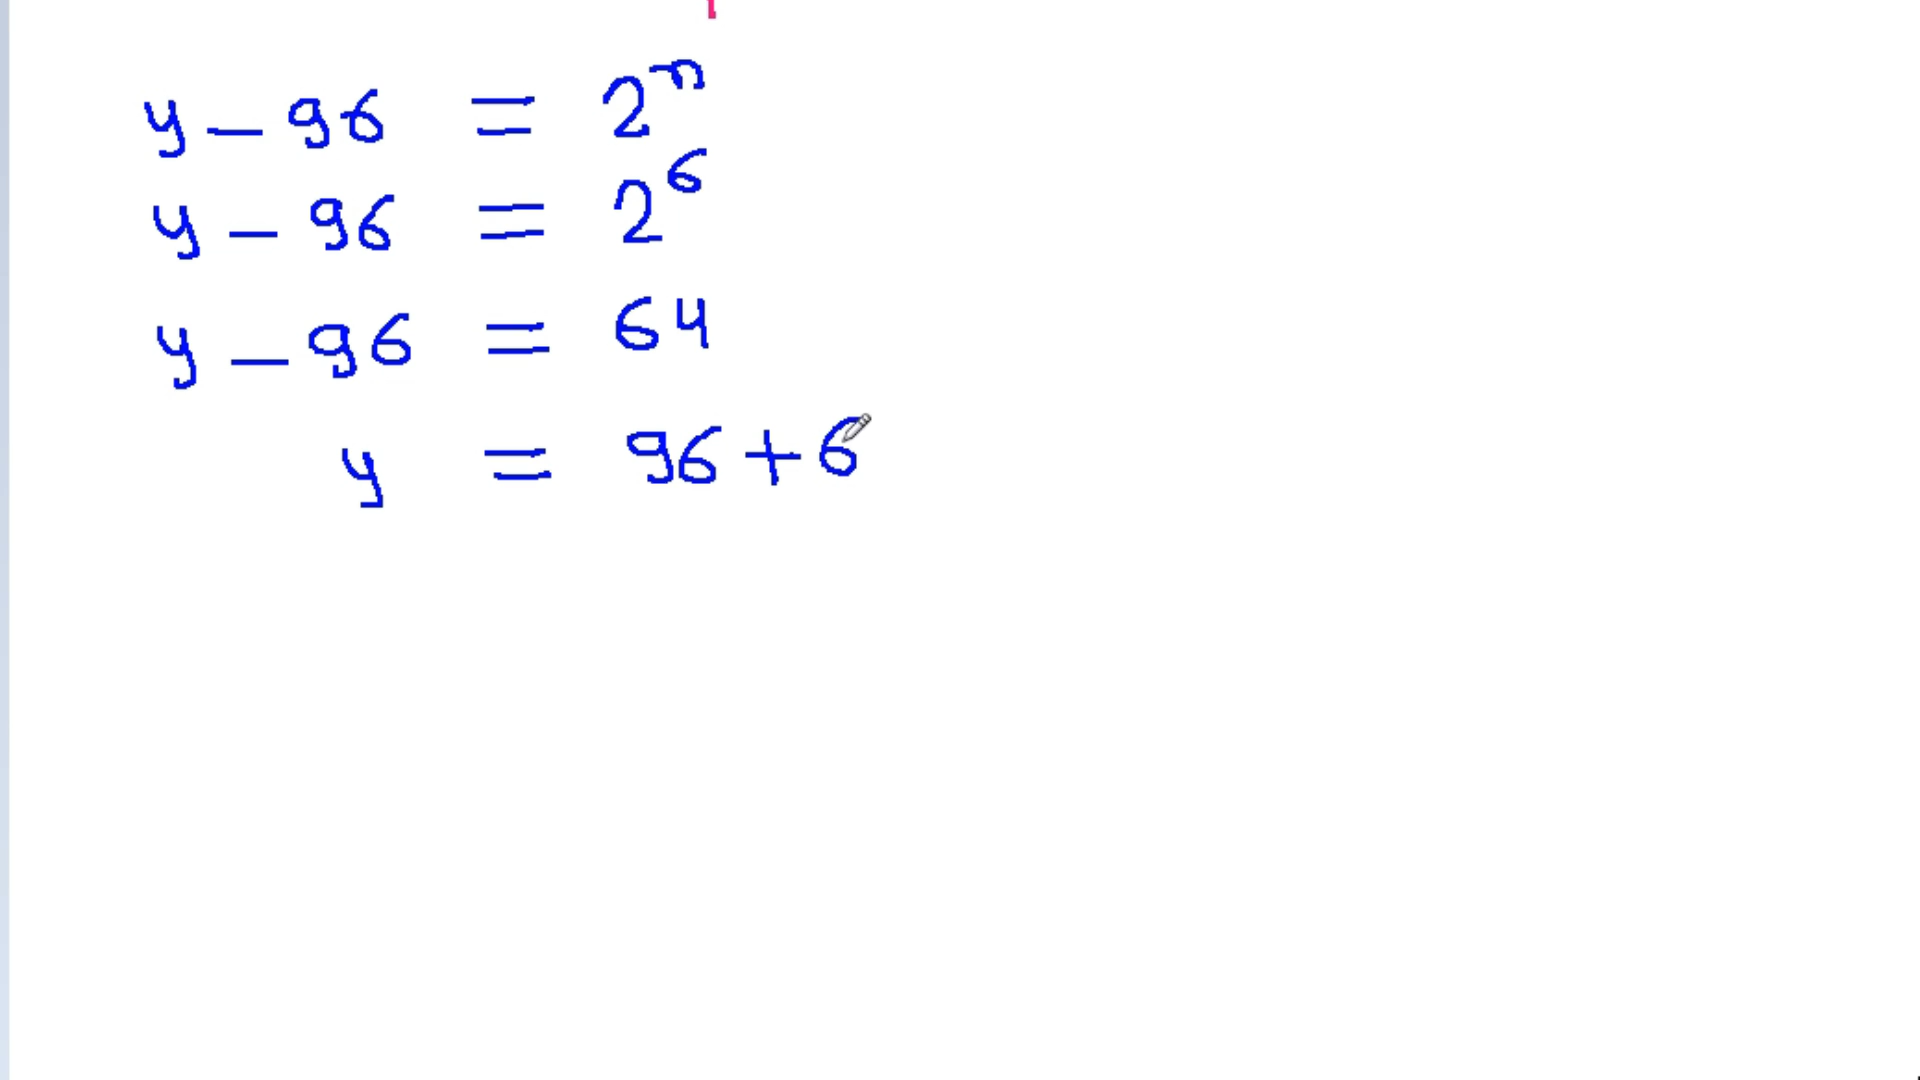 y - 96 = 2^n
y - 96 = 2^6
y - 96 = 64
y = 96 + 6